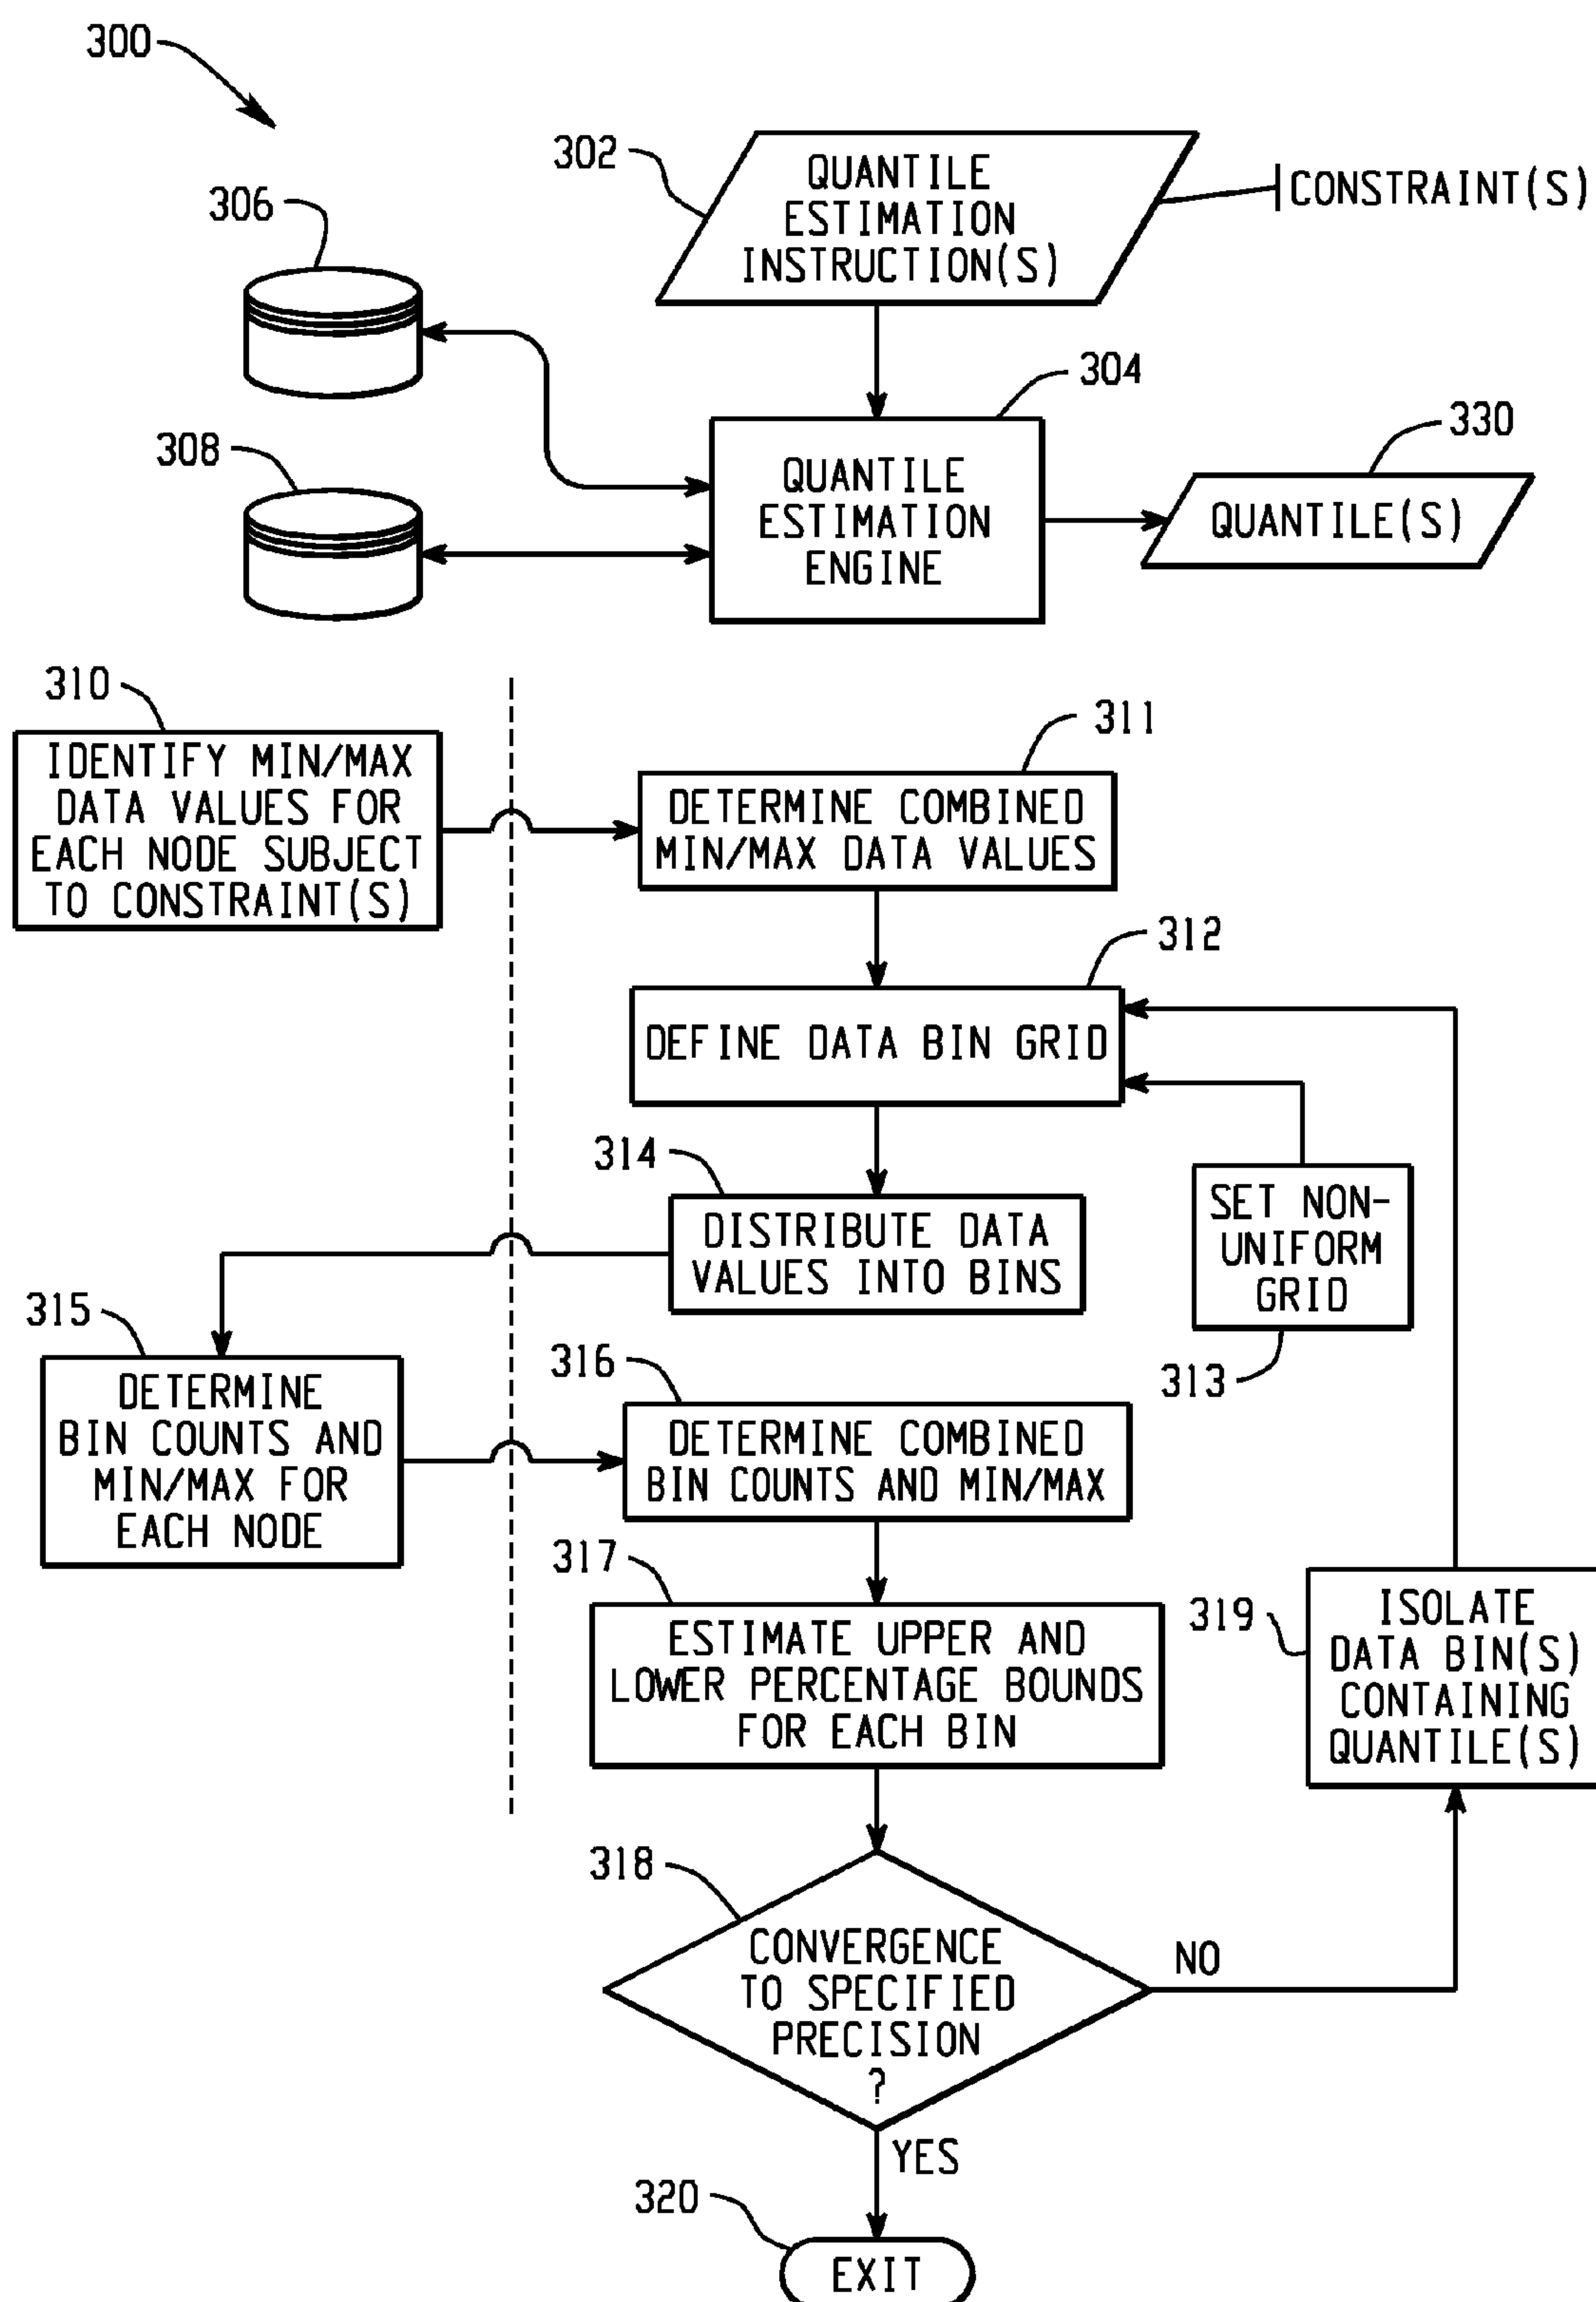 300
302
QUANTILE
ESTIMATION
INSTRUCTION(S)
CONSTRAINT(S)
306
304
308
QUANTILE
ESTIMATION
ENGINE
330
QUANTILE(S)
310
IDENTIFY MIN/MAX
DATA VALUES FOR
EACH NODE SUBJECT
TO CONSTRAINT(S)
311
DETERMINE COMBINED
MIN/MAX DATA VALUES
312
DEFINE DATA BIN GRID
314
DISTRIBUTE DATA
VALUES INTO BINS
SET NON-
UNIFORM
GRID
313
315
DETERMINE
BIN COUNTS AND
MIN/MAX FOR
EACH NODE
316
DETERMINE COMBINED
BIN COUNTS AND MIN/MAX
317
ESTIMATE UPPER AND
LOWER PERCENTAGE BOUNDS
FOR EACH BIN
319
ISOLATE
DATA BIN(S)
CONTAINING
QUANTILE(S)
318
CONVERGENCE
TO SPECIFIED
PRECISION
?
NO
YES
320
EXIT